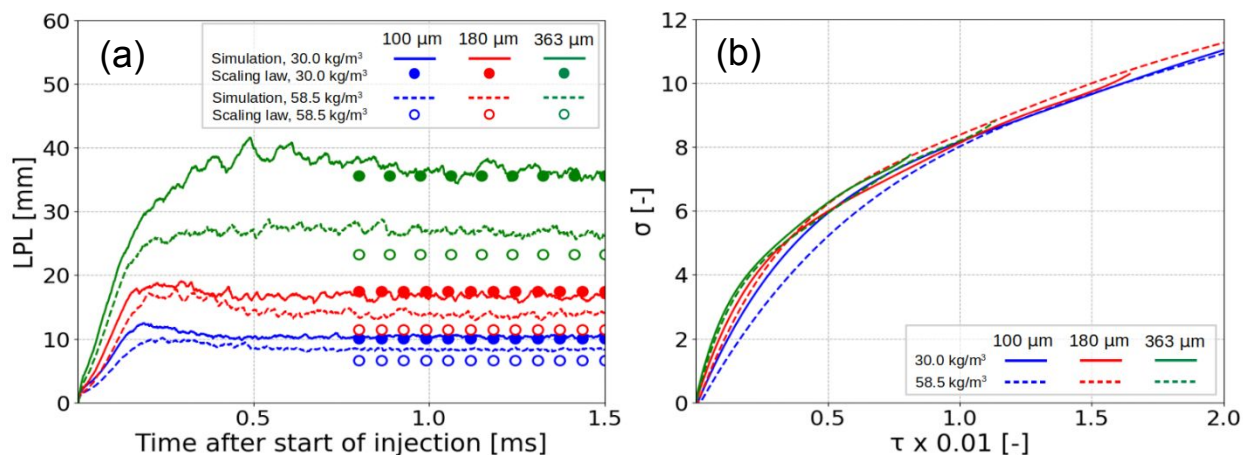 (a)
100 µm 180 µm 363 µm
Simulation, 30.0 kg/m³
Scaling law, 30.0 kg/m³
Simulation, 58.5 kg/m³
Scaling law, 58.5 kg/m³
LPL [mm]
60
50
40
30
20
10
0
0.5 1.0 1.5
Time after start of injection [ms]
(b)
σ [-]
12
10
8
6
4
2
0
0.5 1.0 1.5 2.0
τ x 0.01 [-]
100 µm 180 µm 363 µm
30.0 kg/m³
58.5 kg/m³